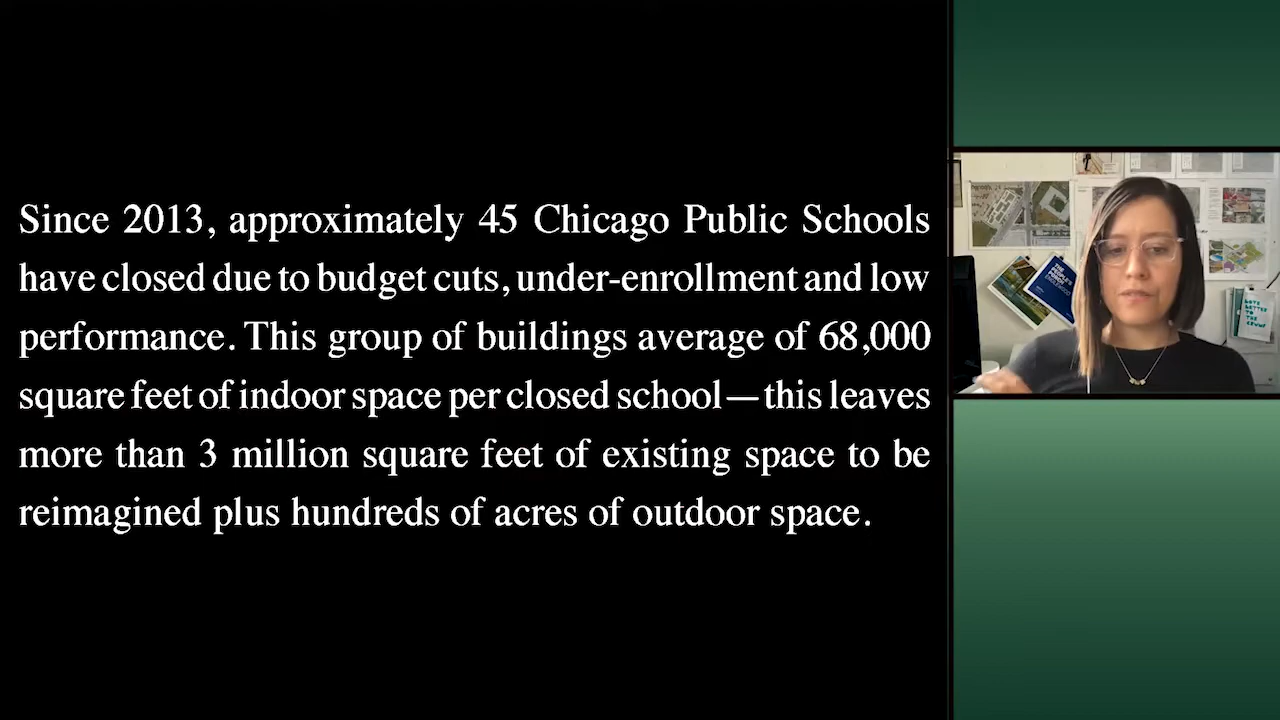 Since 2013, approximately 45 Chicago Public Schools
have closed due to budget cuts, under-enrollment and low
performance. This group of buildings average of 68,000
square feet of indoor space per closed school—this leaves
more than 3 million square feet of existing space to be
reimagined plus hundreds of acres of outdoor space.